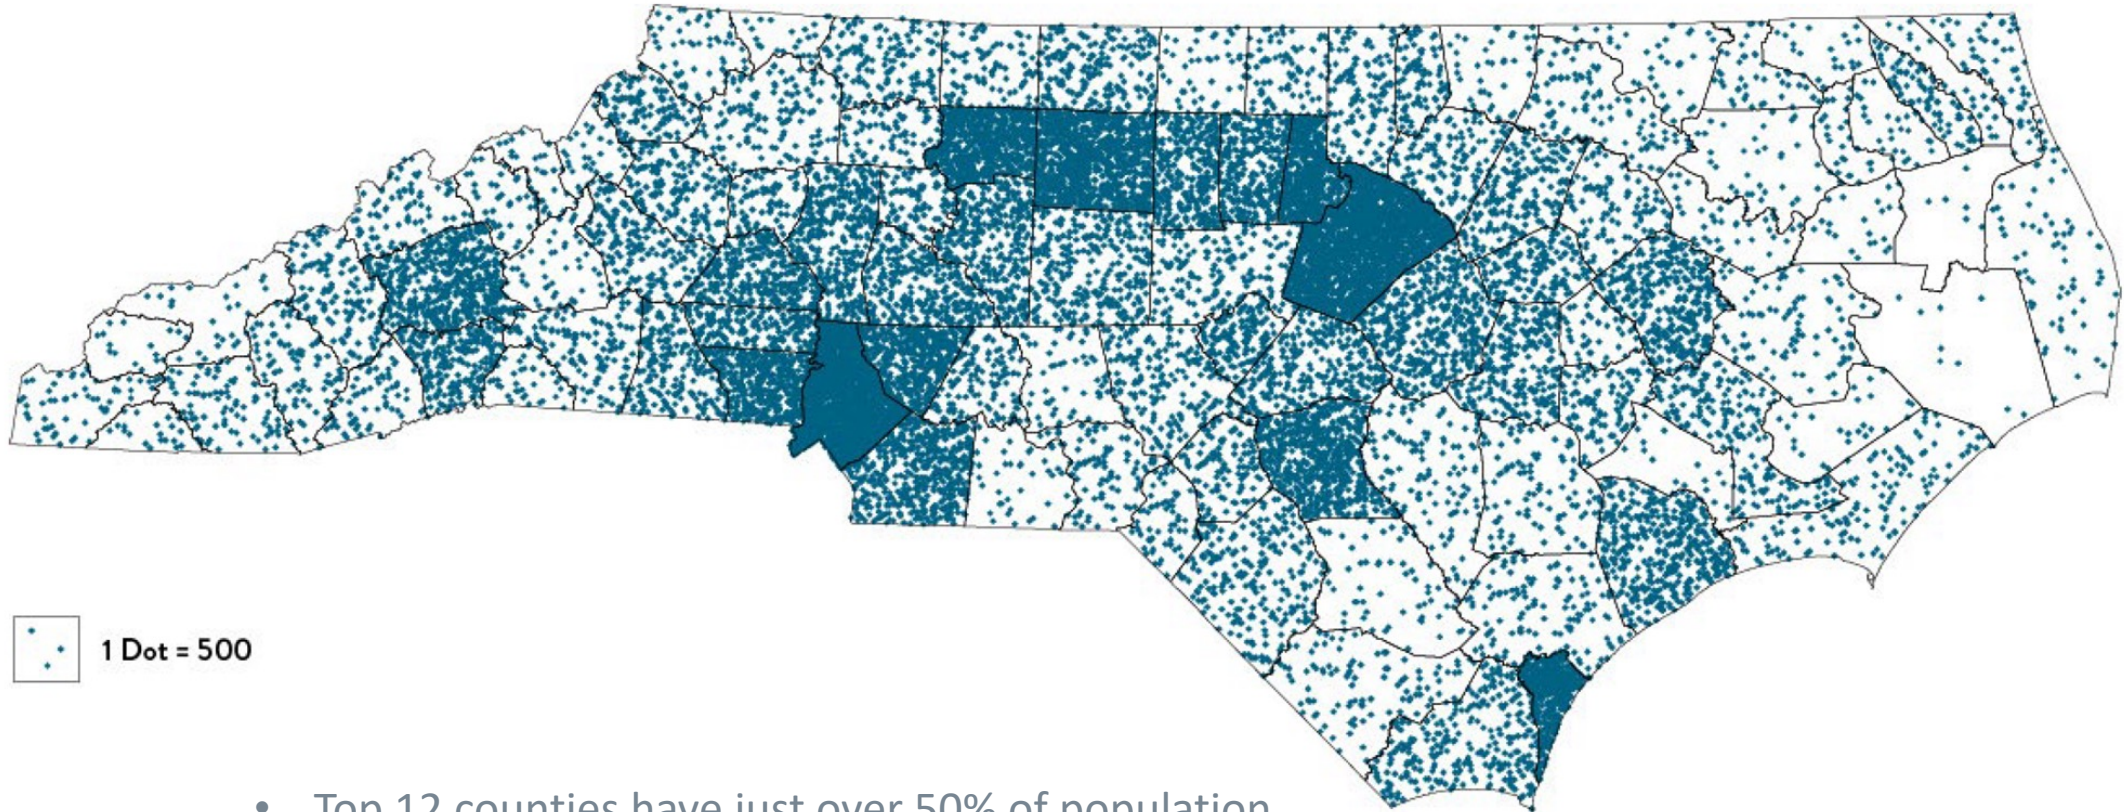 1 Dot = 500
• Top 12 counties have just over 50% of population